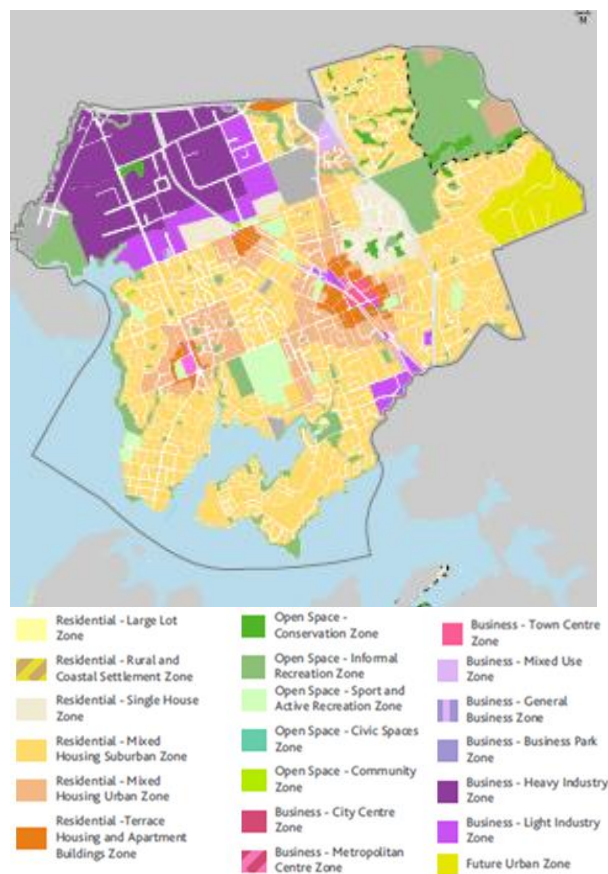 Residential - Large Lot
Zone
Residential - Rural and
Coastal Settlement Zone
Residential - Single House
Zone
Residential - Mixed
Housing Suburban Zone
Residential - Mixed
Housing Urban Zone
Residential -Terrace
Housing and Apartment
Buildings Zone
Open Space -
Conservation Zone
Open Space - Informal
Recreation Zone
Open Space - Sport and
Active Recreation Zone
Open Space - Civic Spaces
Zone
Open Space - Community
Zone
Business - City Centre
Zone
Business - Metropolitan
Centre Zone
Business - Town Centre
Zone
Business - Mixed Use
Zone
Business - General
Business Zone
Business - Business Park
Zone
Business - Heavy Industry
Zone
Business - Light Industry
Zone
Future Urban Zone